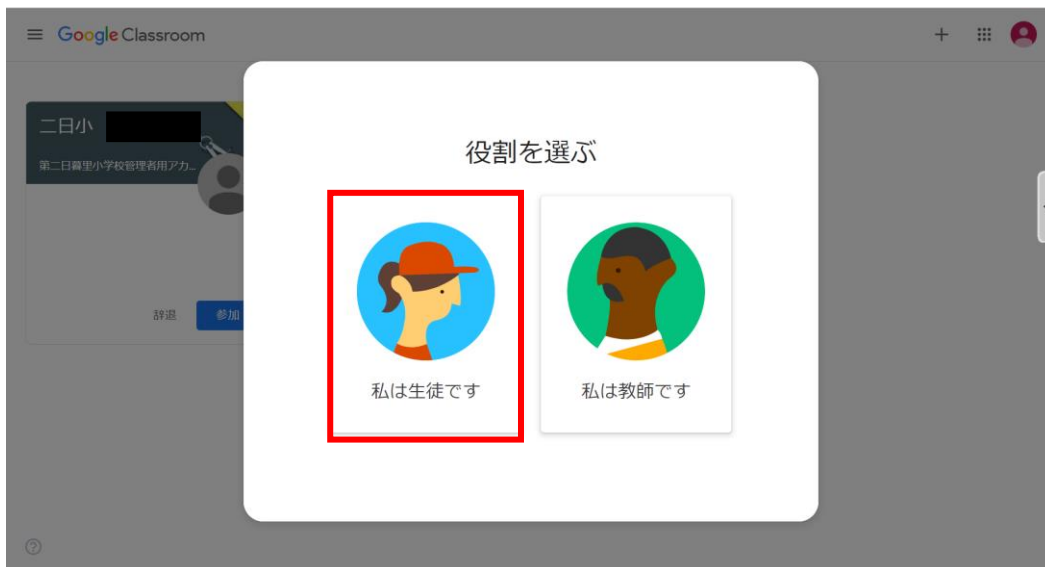 Google Classroom
二日小
第二日暮里小学校管理者用アカ...
辞退
参加
役割を選ぶ
私は生徒です
私は教師です